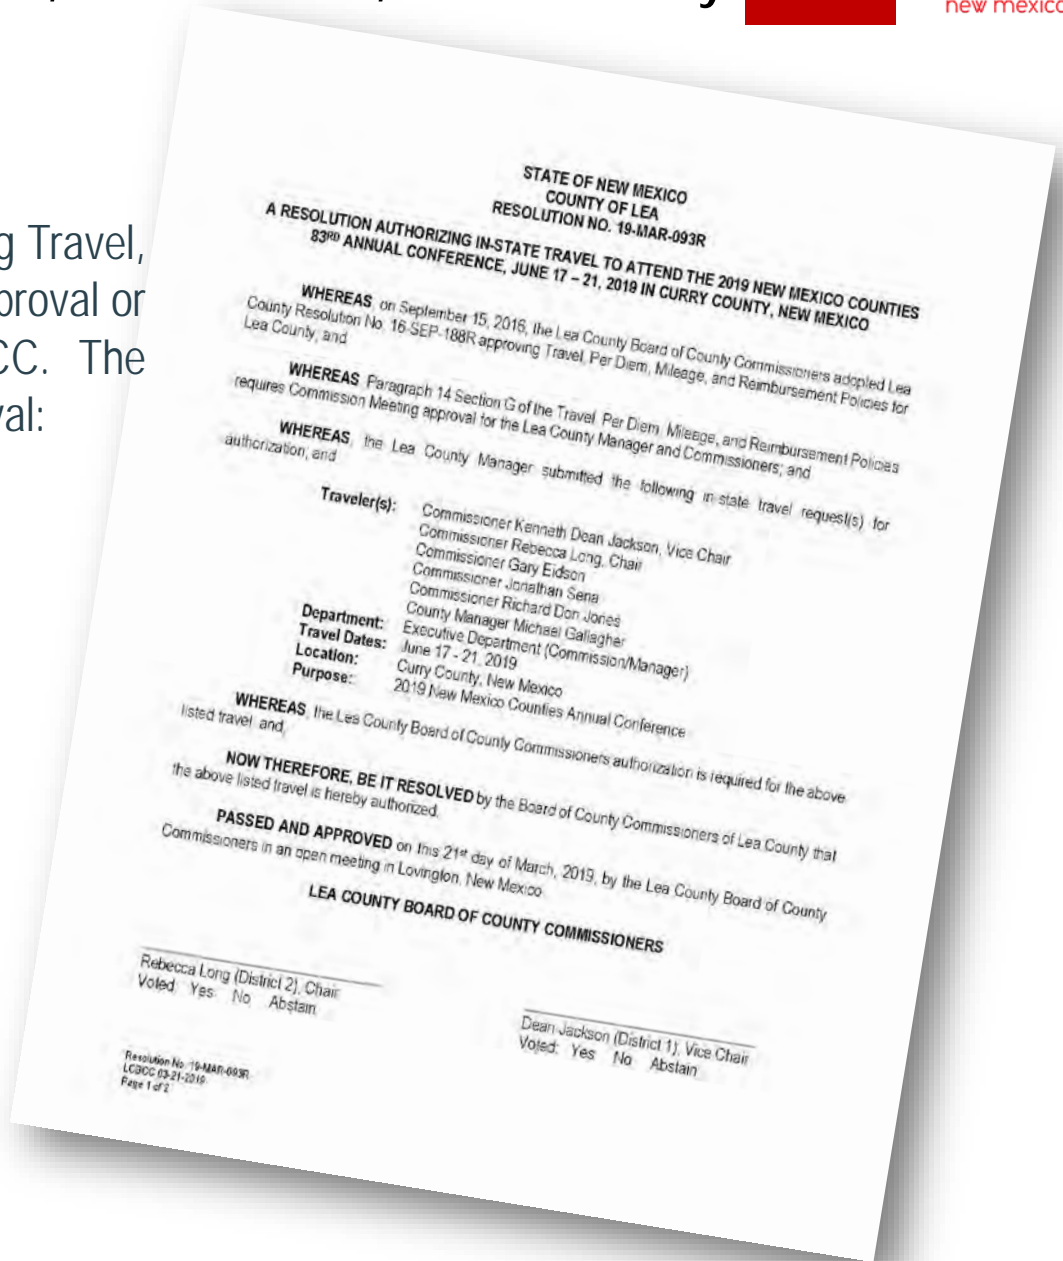 y
new mexico
g Travel,
proval or
CC. The
val:
STATE OF NEW MEXICO
COUNTY OF LEA
RESOLUTION NO. 19-MAR-093R
A RESOLUTION AUTHORIZING IN-STATE TRAVEL TO ATTEND THE 2019 NEW MEXICO COUNTIES
83RD ANNUAL CONFERENCE, JUNE 17 – 21, 2019 IN CURRY COUNTY, NEW MEXICO
WHEREAS, on September 15, 2016, the Lea County Board of County Commissioners adopted Lea
County Resolution No. 16-SEP-188R approving Travel, Per Diem, Mileage, and Reimbursement Policies for
Lea County; and
WHEREAS, Paragraph 14 Section G of the Travel, Per Diem, Mileage, and Reimbursement Policies
requires Commission Meeting approval for the Lea County Manager and Commissioners; and
WHEREAS, the Lea County Manager submitted the following in-state travel request(s) for
authorization; and
Traveler(s): Commissioner Kenneth Dean Jackson, Vice Chair
Commissioner Rebecca Long, Chair
Commissioner Gary Eidson
Commissioner Jonathan Sena
Commissioner Richard Don Jones
County Manager Michael Gallagher
Department: Executive Department (Commission/Manager)
Travel Dates: June 17 - 21, 2019
Location: Curry County, New Mexico
Purpose: 2019 New Mexico Counties Annual Conference
WHEREAS, the Lea County Board of County Commissioners authorization is required for the above
listed travel and,
NOW THEREFORE, BE IT RESOLVED by the Board of County Commissioners of Lea County that
the above listed travel is hereby authorized.
PASSED AND APPROVED on this 21st day of March, 2019, by the Lea County Board of County
Commissioners in an open meeting in Lovington, New Mexico.
LEA COUNTY BOARD OF COUNTY COMMISSIONERS
Rebecca Long (District 2), Chair
Voted: Yes No Abstain
Dean Jackson (District 1), Vice Chair
Voted: Yes No Abstain
Resolution No. 19-MAR-093R
LCBCC 03-21-2019
Page 1 of 2